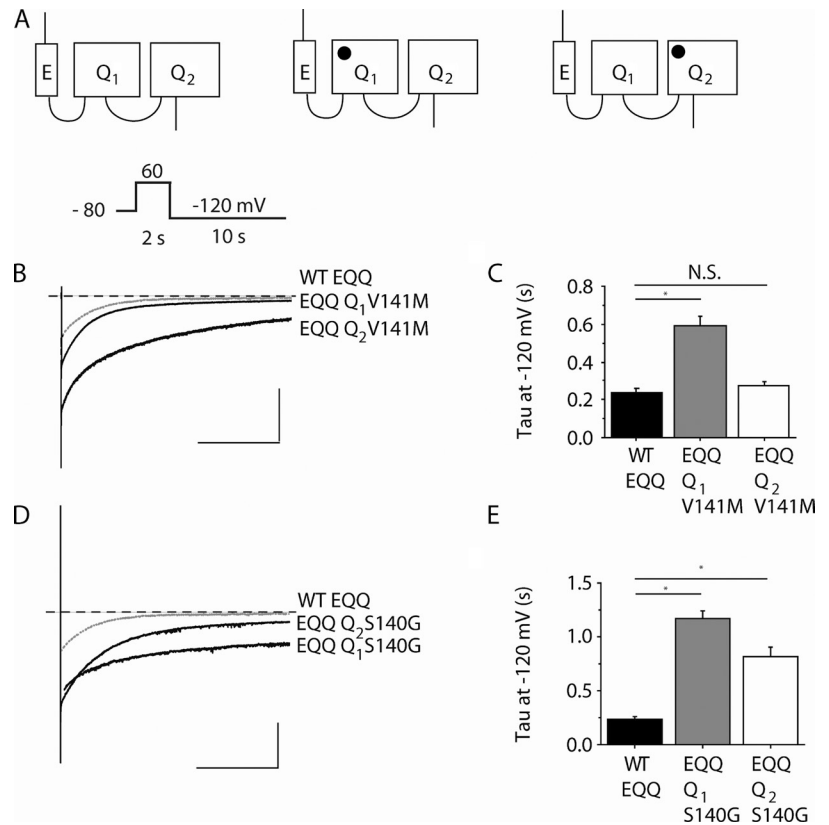 A
E Q1 Q2
E Q1 Q2
E Q1 Q2
60
- 80
-120 mV
2 s 10 s
B
WT EQQ
EQQ Q1V141M
EQQ Q2V141M
C
N.S.
*
Tau at -120 mV (s)
0.8
0.6
0.4
0.2
0.0
WT EQQ
EQQ Q1 V141M
EQQ Q2 V141M
D
WT EQQ
EQQ Q2S140G
EQQ Q1S140G
E
*
*
Tau at -120 mV (s)
1.5
1.0
0.5
0.0
WT EQQ
EQQ Q1 S140G
EQQ Q2 S140G